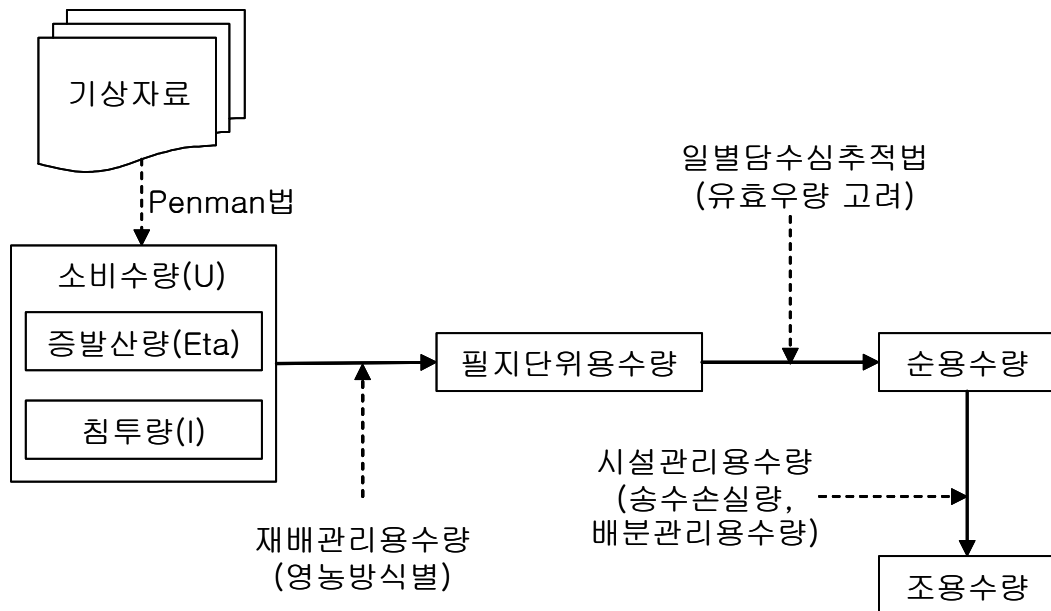 기상자료
Penman법
소비수량(U)
증발산량(Eta)
침투량(I)
재배관리용수량
(영농방식별)
필지단위용수량
일별담수심추적법
(유효우량 고려)
순용수량
시설관리용수량
(송수손실량,
배분관리용수량)
조용수량